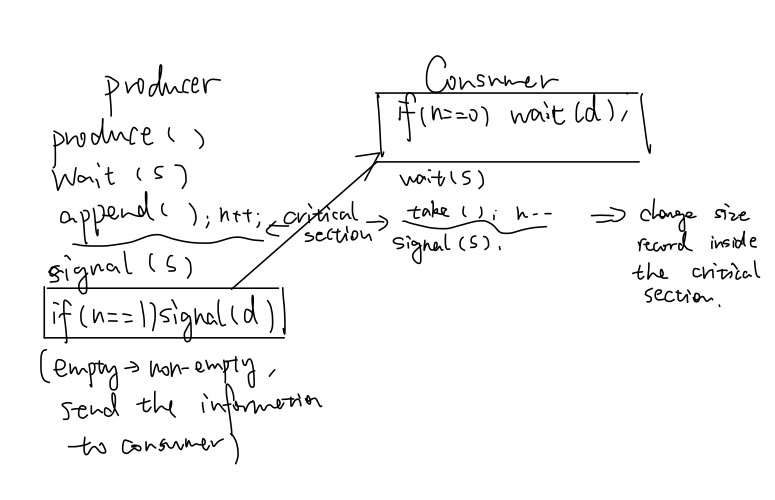 producer
produce ( )
wait (s)
append( ); n++;
signal (s)
if (n==1)signal(d)
(empty → non-empty,
send the information
to consumer)
critical
section
Consumer
if (n==0) wait (d);
wait(s)
take (); n--
signal(s).
⇒ change size
record inside
the critical
section.